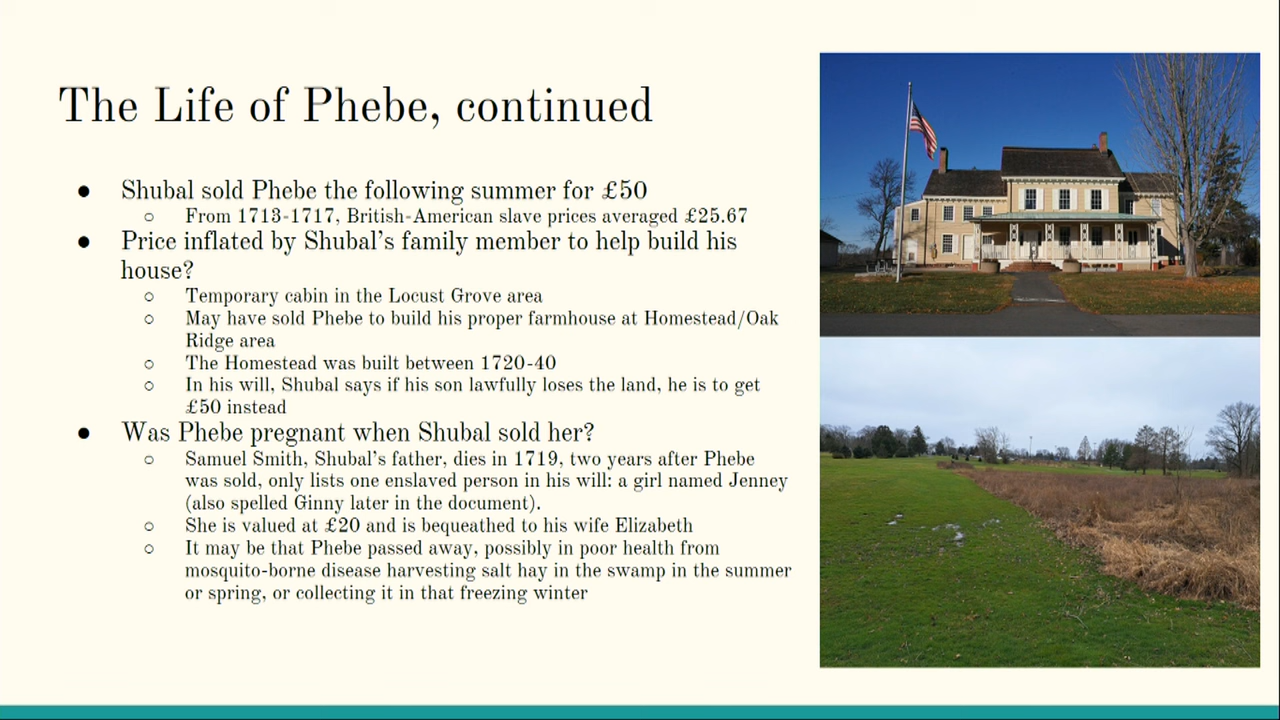 The Life of Phebe, continued
● Shubal sold Phebe the following summer for £50
○ From 1713-1717, British-American slave prices averaged £25.67
● Price inflated by Shubal's family member to help build his
house?
○ Temporary cabin in the Locust Grove area
○ May have sold Phebe to build his proper farmhouse at Homestead/Oak
Ridge area
○ The Homestead was built between 1720-40
○ In his will, Shubal says if his son lawfully loses the land, he is to get
£50 instead
● Was Phebe pregnant when Shubal sold her?
○ Samuel Smith, Shubal's father, dies in 1719, two years after Phebe
was sold, only lists one enslaved person in his will: a girl named Jenney
(also spelled Ginny later in the document).
○ She is valued at £20 and is bequeathed to his wife Elizabeth
○ It may be that Phebe passed away, possibly in poor health from
mosquito-borne disease harvesting salt hay in the swamp in the summer
or spring, or collecting it in that freezing winter